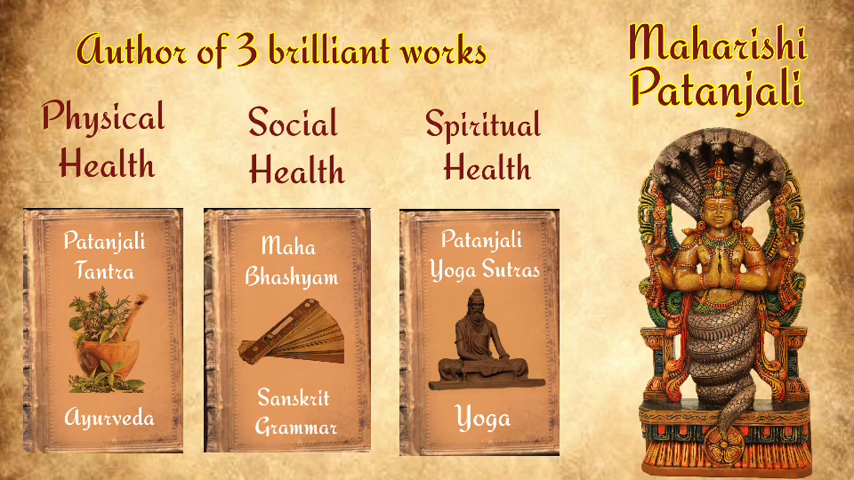 Author of 3 brilliant works
Maharishi
Patanjali
Physical
Health
Social
Health
Spiritual
Health
Patanjali
Tantra
Ayurveda
Maha
Bhashyam
Sanskrit
Grammar
Patanjali
Yoga Sutras
Yoga